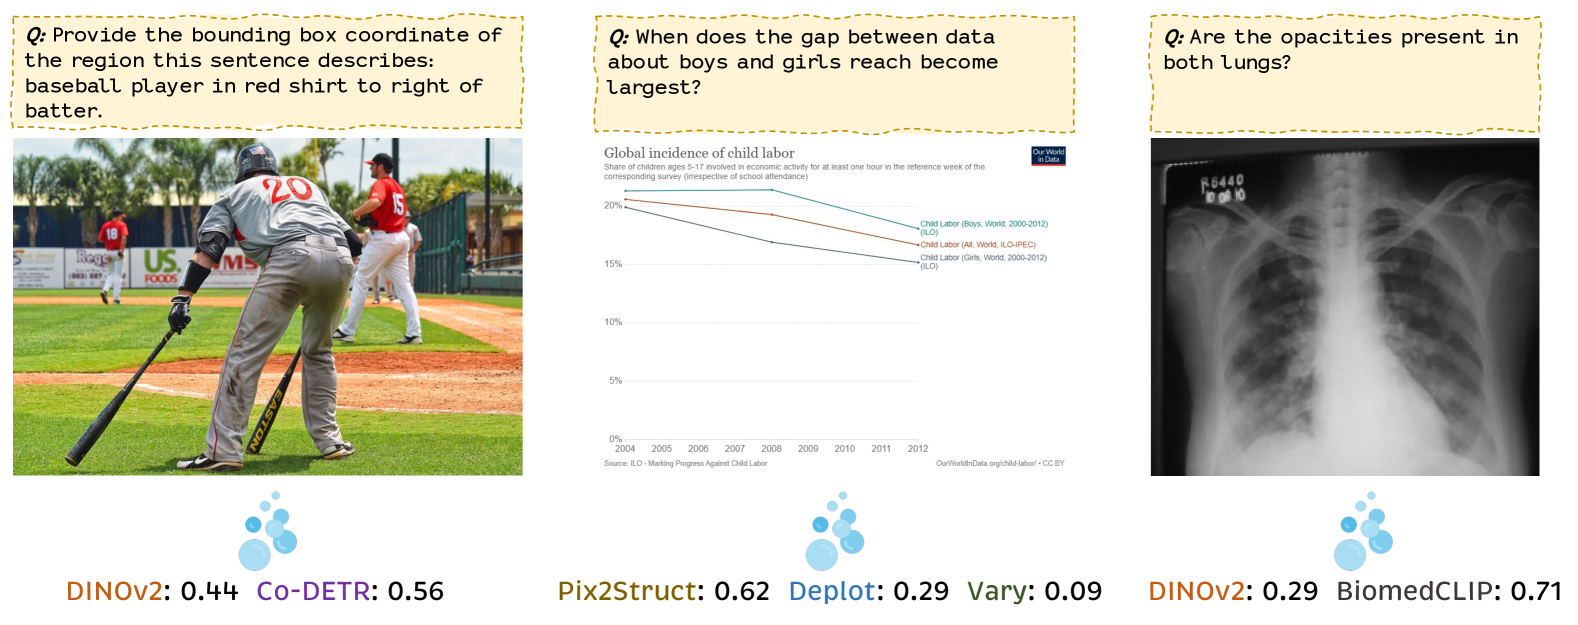 Q: Provide the bounding box coordinate of
the region this sentence describes:
baseball player in red shirt to right of
batter.
20
15
18
US.
FOODS
EASTON
DINOv2: 0.44 Co-DETR: 0.56
Q: When does the gap between data
about boys and girls reach become
largest?
Global incidence of child labor
Share of children ages 5-17 involved in economic activity for at least one hour in the reference week of the
corresponding survey (irrespective of school attendance)
Our World
in Data
20%
15%
10%
5%
0%
Child Labor (Boys, World, 2000-2012)
(ILO)
Child Labor (All, World, ILO-IPEC)
Child Labor (Girls, World, 2000-2012)
(ILO)
2004 2005 2006 2007 2008 2009 2010 2011 2012
Source: ILO - Marking Progress Against Child Labor
OurWorldInData.org/child-labor/ • CC BY
Pix2Struct: 0.62 Deplot: 0.29 Vary: 0.09
Q: Are the opacities present in
both lungs?
DINOv2: 0.29 BiomedCLIP: 0.71